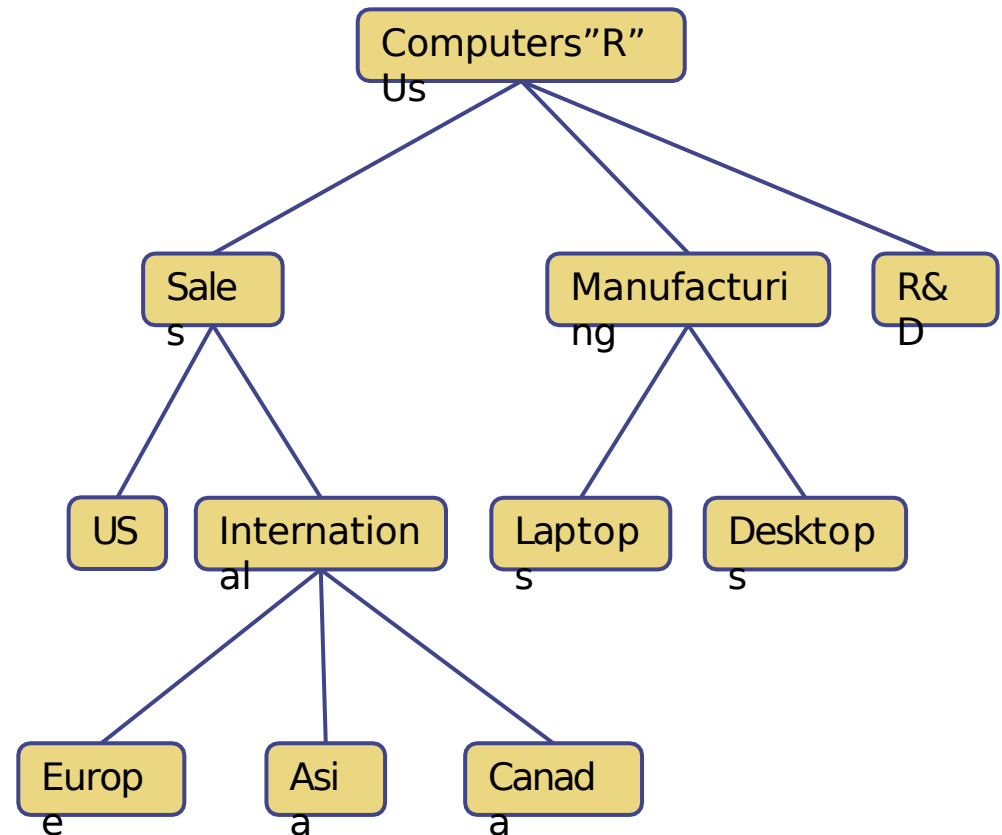 Computers”R”
Us
Sale
s
Manufacturi
ng
R&
D
US
Internation
al
Laptop
s
Desktop
s
Europ
e
Asi
a
Canad
a